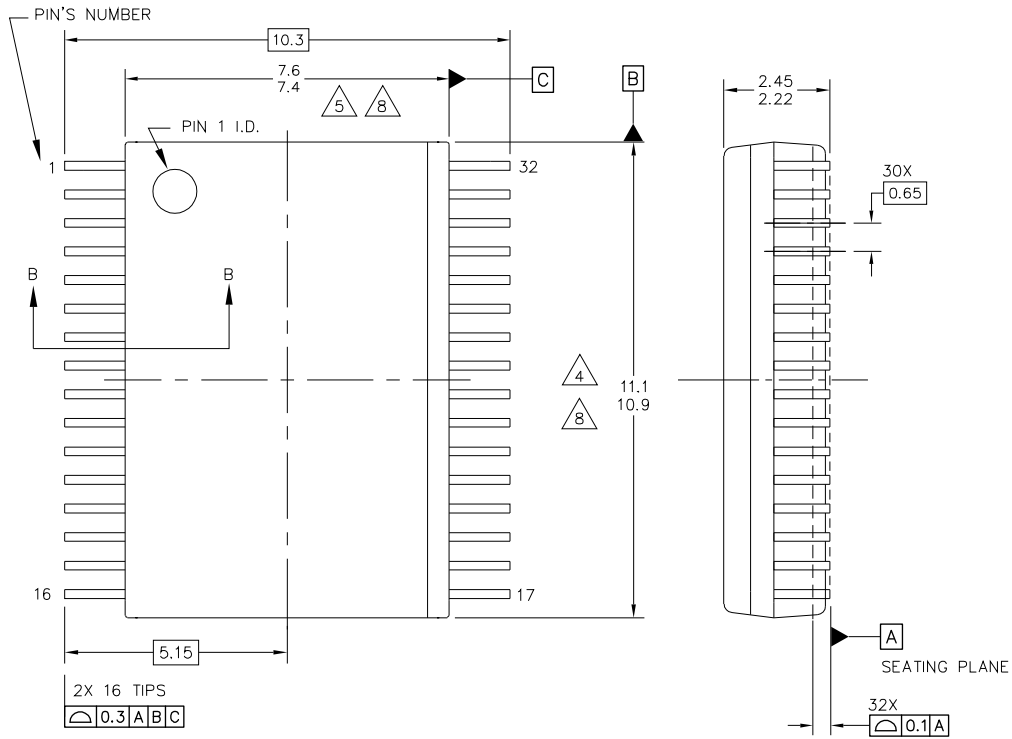 PIN'S NUMBER
10.3
7.6
7.4
C
B
2.45
2.22
5
8
PIN 1 I.D.
1
32
30X
0.65
B
B
4
11.1
10.9
8
16
17
5.15
A
SEATING PLANE
2X 16 TIPS
0.3 A B C
32X
0.1 A